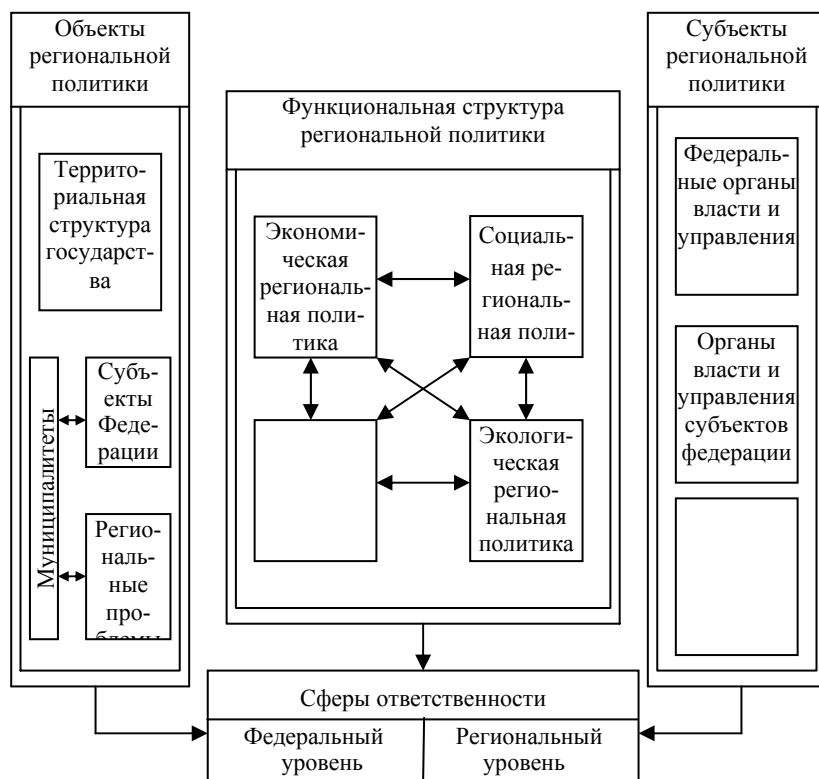 Объекты
региональной
политики
Террито-
риальная
структура
государст-
ва
Муниципалитеты
Субъ-
екты
Феде-
рации
Регио-
наль-
ные
про-
блемы
Функциональная структура
региональной политики
Экономи-
ческая
региональ-
ная поли-
тика
Социаль-
ная ре-
гиональ-
ная поли-
Экологи-
ческая
регио-
нальная
политика
Субъекты
региональной
политики
Федераль-
ные органы
власти и
управления
Органы
власти и
управления
субъектов
федерации
Сферы ответственности
Федеральный
уровень
Региональный
уровень